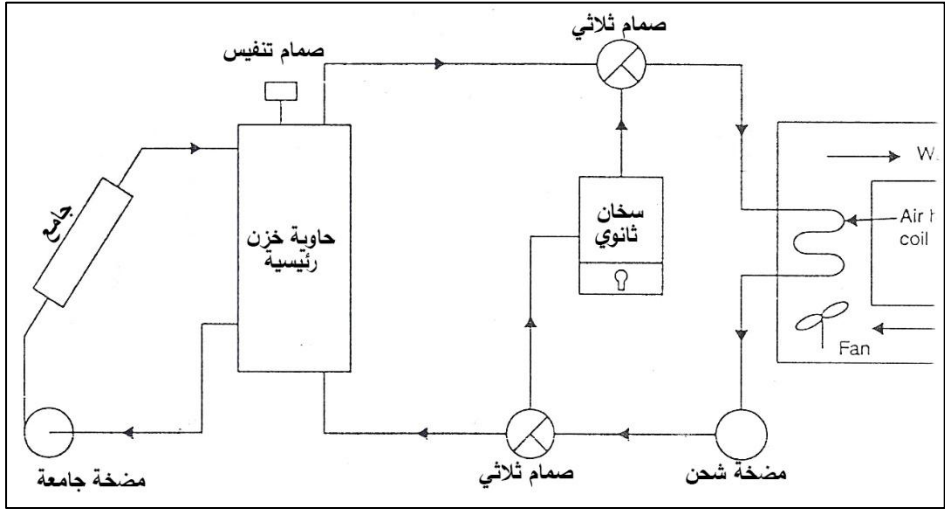 صمام ثلاثي
صمام تنفيس
جامع
حاوية خزن
رئيسية
سخان
ثانوي
Air
coil
Fan
صمام ثلاثي
مضخة شحن
مضخة جامعة